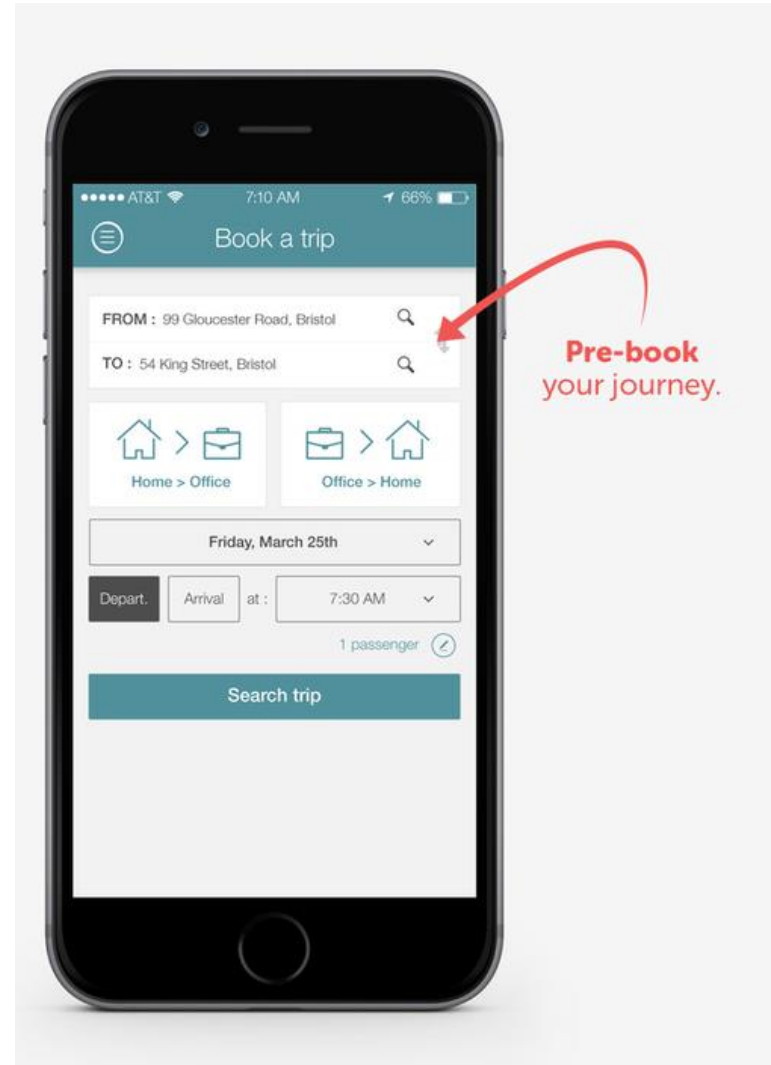 AT&T 7:10 AM 66%
Book a trip
FROM : 99 Gloucester Road, Bristol
TO : 54 King Street, Bristol
Pre-book
your journey.
Home > Office Office > Home
Friday, March 25th
Depart. Arrival at : 7:30 AM
1 passenger
Search trip